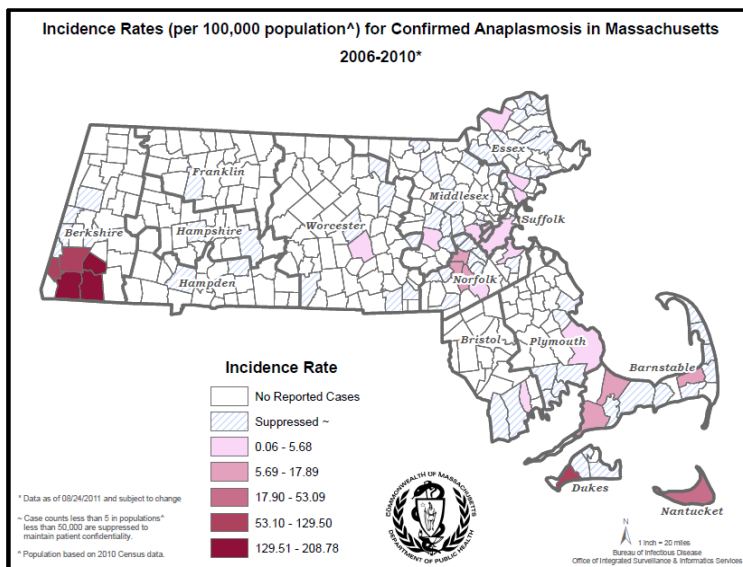 Incidence Rates (per 100,000 population^) for Confirmed Anaplasmosis in Massachusetts
2006-2010*
Essex
Franklin
Middlesex
Suffolk
Worcester
Berkshire
Hampshire
Norfolk
Hampden
Bristol
Plymouth
Barnstable
Dukes
Nantucket
Incidence Rate
No Reported Cases
Suppressed ~
0.06 - 5.68
5.69 - 17.89
17.90 - 53.09
53.10 - 129.50
129.51 - 208.78
* Data as of 08/24/2011 and subject to change
~ Case counts less than 5 in populations^
less than 50,000 are suppressed to
maintain patient confidentiality.
^ Population based on 2010 Census data.
COMMONWEALTH OF MASSACHUSETTS
DEPARTMENT OF PUBLIC HEALTH
N
1 inch = 20 miles
Bureau of Infectious Disease
Office of Integrated Surveillance & Informatics Services